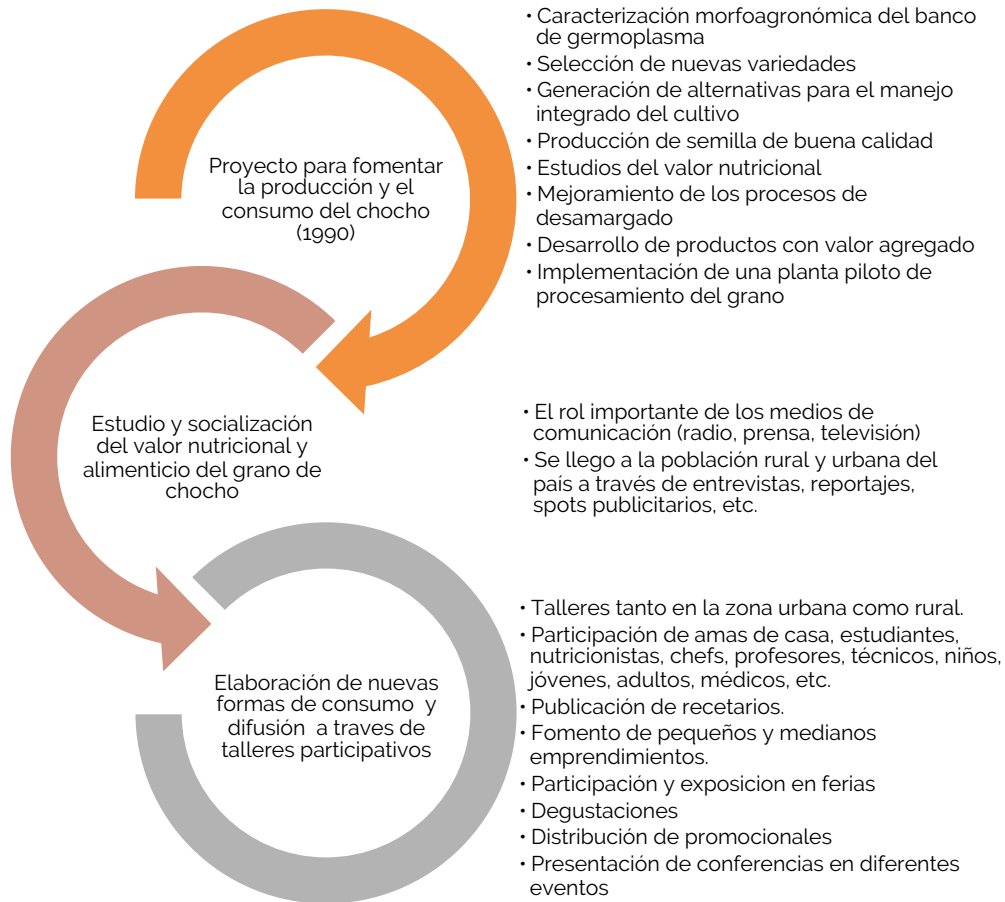 Proyecto para fomentar
la producción y el
consumo del chocho
(1990)
• Caracterización morfoagronómica del banco
de germoplasma
• Selección de nuevas variedades
• Generación de alternativas para el manejo
integrado del cultivo
• Producción de semilla de buena calidad
• Estudios del valor nutricional
• Mejoramiento de los procesos de
desamargado
• Desarrollo de productos con valor agregado
• Implementación de una planta piloto de
procesamiento del grano
Estudio y socialización
del valor nutricional y
alimenticio del grano de
chocho
• El rol importante de los medios de
comunicación (radio, prensa, televisión)
• Se llego a la población rural y urbana del
país a través de entrevistas, reportajes,
spots publicitarios, etc.
Elaboración de nuevas
formas de consumo y
difusión a traves de
talleres participativos
• Talleres tanto en la zona urbana como rural.
• Participación de amas de casa, estudiantes,
nutricionistas, chefs, profesores, técnicos, niños,
jóvenes, adultos, médicos, etc.
• Publicación de recetarios.
• Fomento de pequeños y medianos
emprendimientos.
• Participación y exposicion en ferias
• Degustaciones
• Distribución de promocionales
• Presentación de conferencias en diferentes
eventos